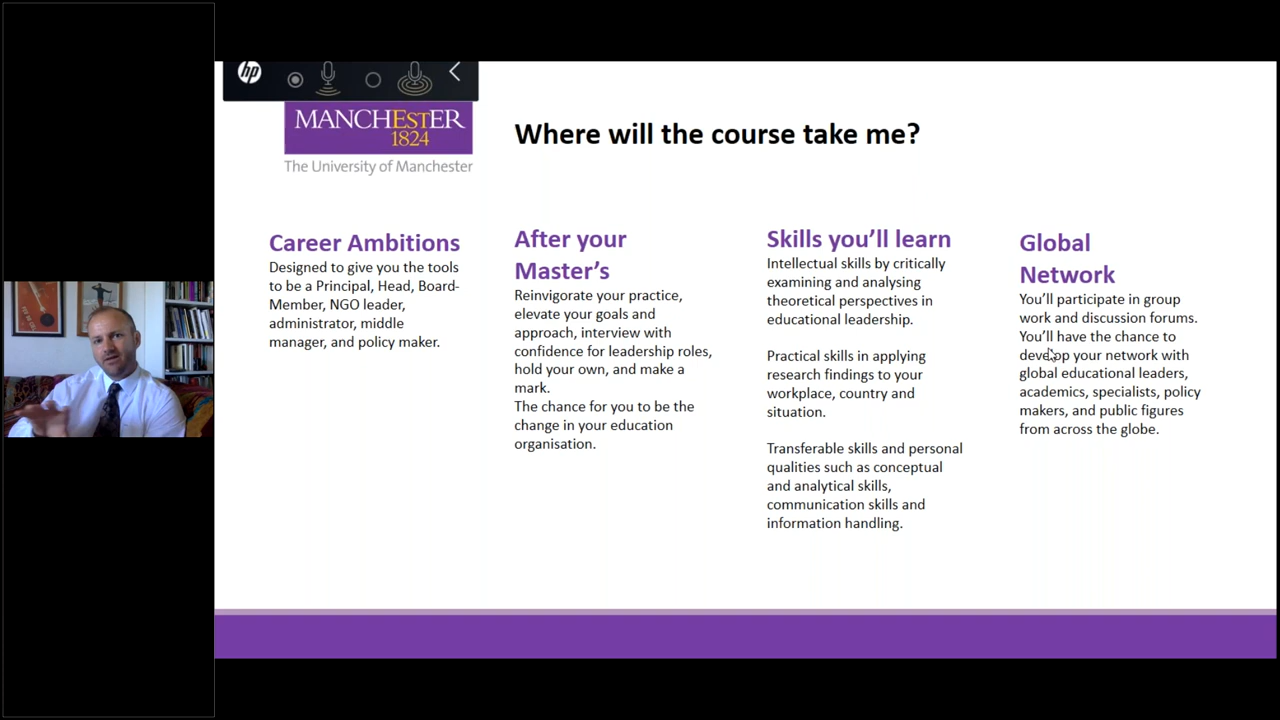 hp
MANCHEstER
1824
The University of Manchester
Where will the course take me?
Career Ambitions
Designed to give you the tools
to be a Principal, Head, Board-
Member, NGO leader,
administrator, middle
manager, and policy maker.
After your
Master's
Reinvigorate your practice,
elevate your goals and
approach, interview with
confidence for leadership roles,
hold your own, and make a
mark.
The chance for you to be the
change in your education
organisation.
Skills you'll learn
Intellectual skills by critically
examining and analysing
theoretical perspectives in
educational leadership.
Practical skills in applying
research findings to your
workplace, country and
situation.
Transferable skills and personal
qualities such as conceptual
and analytical skills,
communication skills and
information handling.
Global
Network
You'll participate in group
work and discussion forums.
You'll have the chance to
develop your network with
global educational leaders,
academics, specialists, policy
makers, and public figures
from across the globe.